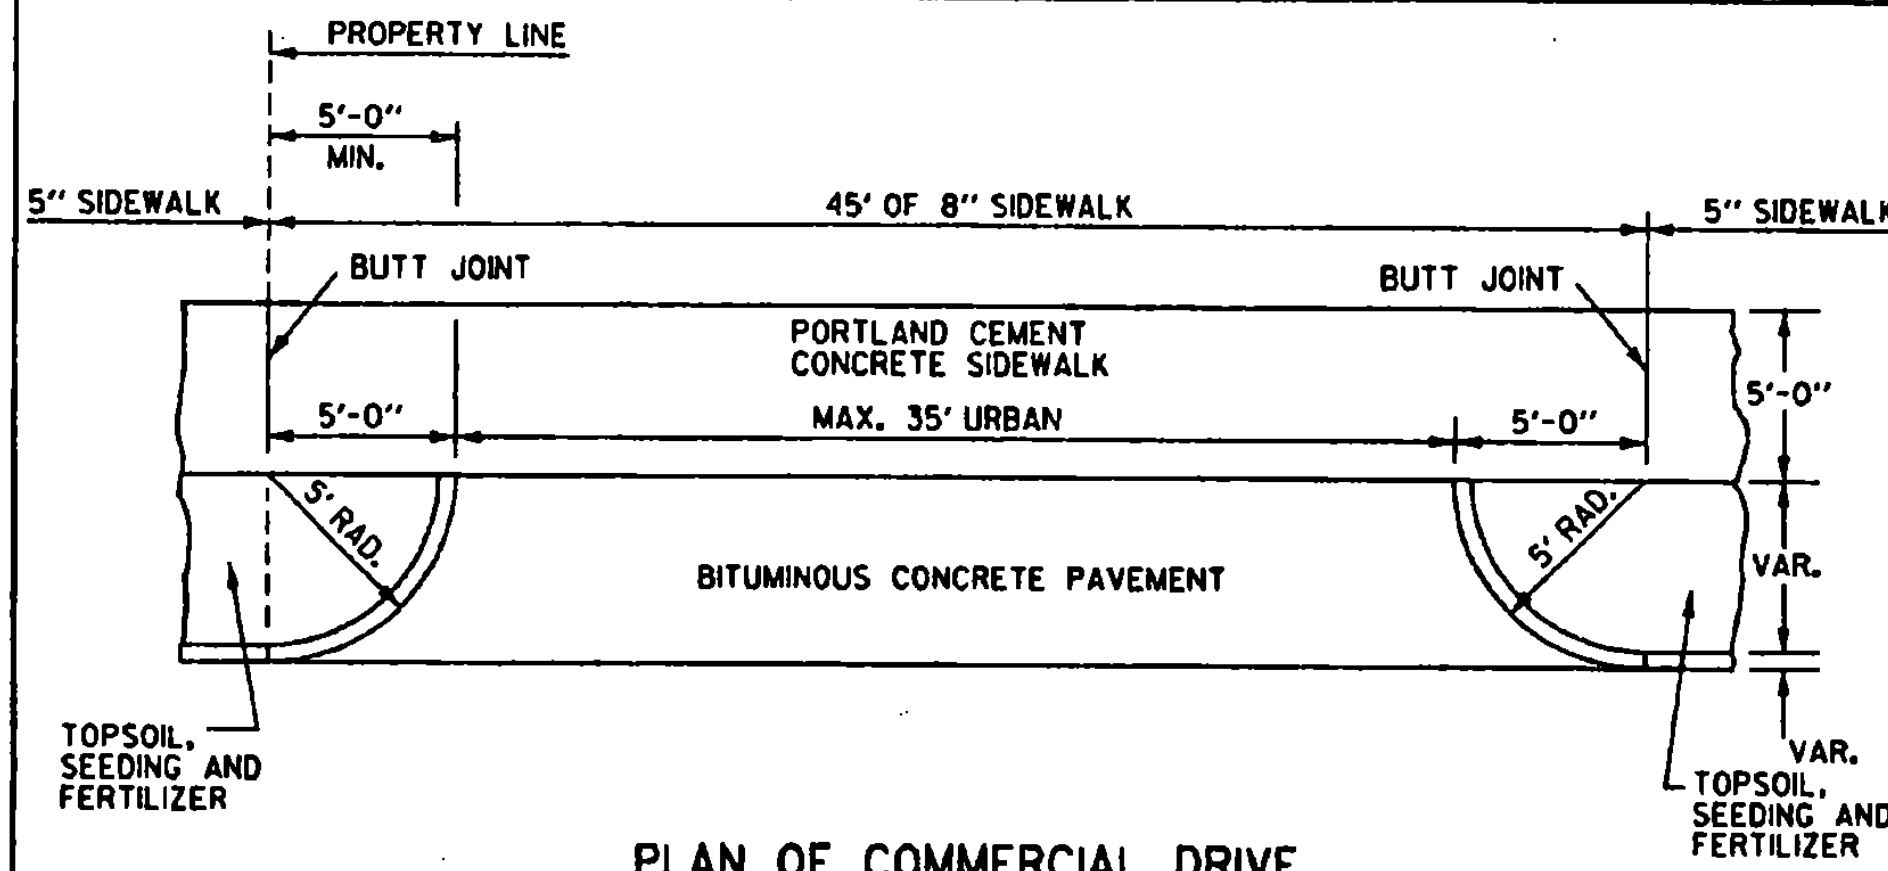 PROPERTY LINE
5'-0"
MIN.
5" SIDEWALK
45' OF 8" SIDEWALK
5" SIDEWALK
BUTT JOINT
BUTT JOINT
PORTLAND CEMENT
CONCRETE SIDEWALK
5'-0"
5'-0"
MAX. 35' URBAN
5'-0"
5' RAD.
5' RAD.
BITUMINOUS CONCRETE PAVEMENT
VAR.
TOPSOIL,
SEEDING AND
FERTILIZER
VAR.
TOPSOIL,
SEEDING AND
FERTILIZER
PLAN OF COMMERCIAL DRIVE